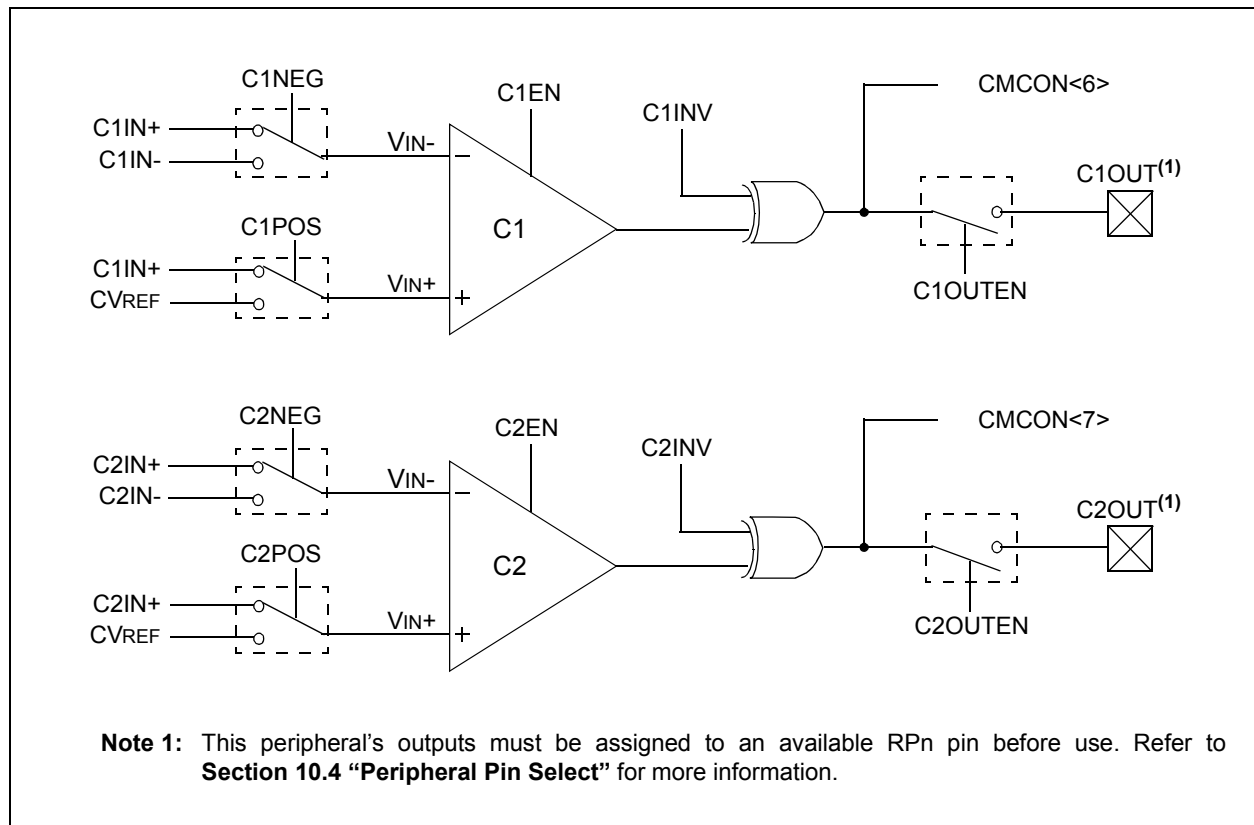 C1NEG
C1EN
C1INV
CMCON<6>
C1IN+
C1IN-
VIN-
−
C1OUT(1)
C1
C1POS
C1IN+
CVREF
VIN+
+
C1OUTEN
C2NEG
C2EN
C2INV
CMCON<7>
C2IN+
C2IN-
VIN-
−
C2OUT(1)
C2
C2POS
C2IN+
CVREF
VIN+
+
C2OUTEN
Note 1: This peripheral's outputs must be assigned to an available RPn pin before use. Refer to
Section 10.4 “Peripheral Pin Select” for more information.